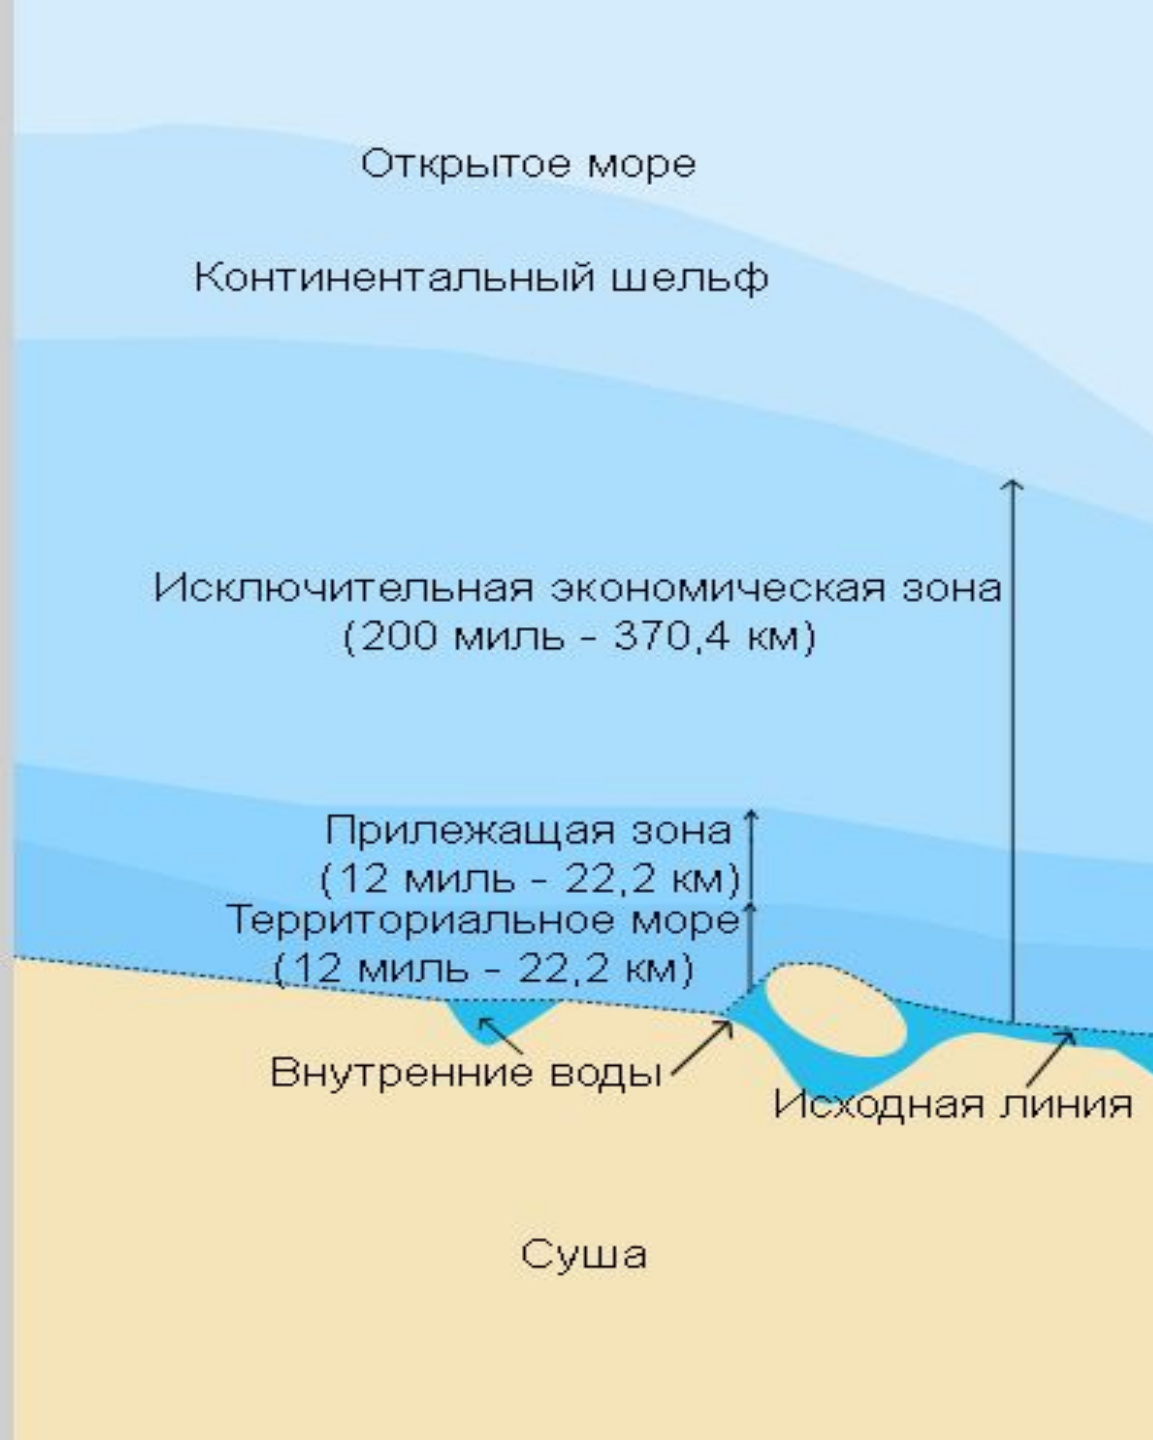 Открытое море
Континентальный шельф
Исключительная экономическая зона
(200 миль - 370,4 км)
Прилежащая зона
(12 миль - 22,2 км)
Территориальное море
(12 миль - 22,2 км)
Внутренние воды
Исходная линия
Суша